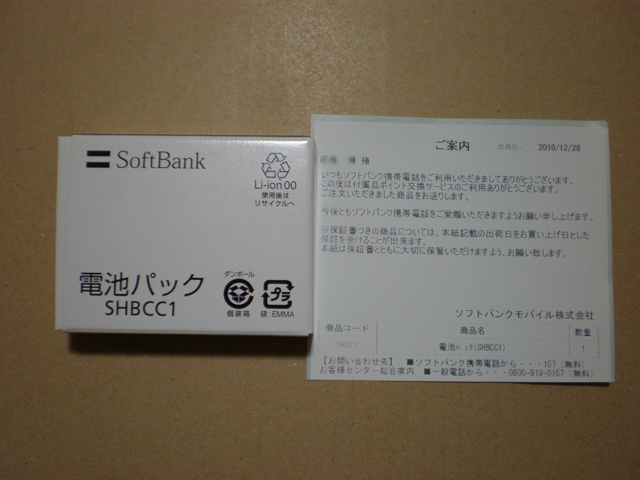 SoftBank
Li-ion 00
使用後は
リサイクルへ
電池パック
SHBCC1
ダンボール
個装箱
プラ
袋:EMMA
ご案内
出荷日:
2010/12/28
博 様
いつもソフトバンク携帯電話をご利用いただきましてありがとうございます。
この度は付属品ポイント交換サービスのご利用ありがとうございます。
ご注文いただきました商品をお送りします。
今後ともソフトバンク携帯電話をご愛顧いただきますようお願い申し上げます。
※保証書つきの商品については、本紙記載の出荷日をお買い上げ日とした
保証を受けることが出来ます。
本紙は保証書とともに大切に保管いただけますよう、お願い致します。
ソフトバンクモバイル株式会社
商品コード 商品名 数量
電池パック(SHBCC1) 1
【お問い合わせ先】 ■ソフトバンク携帯電話から・・・157 (無料)
お客様センター総合案内 ■一般電話から・・・0800-919-0157 (無料)